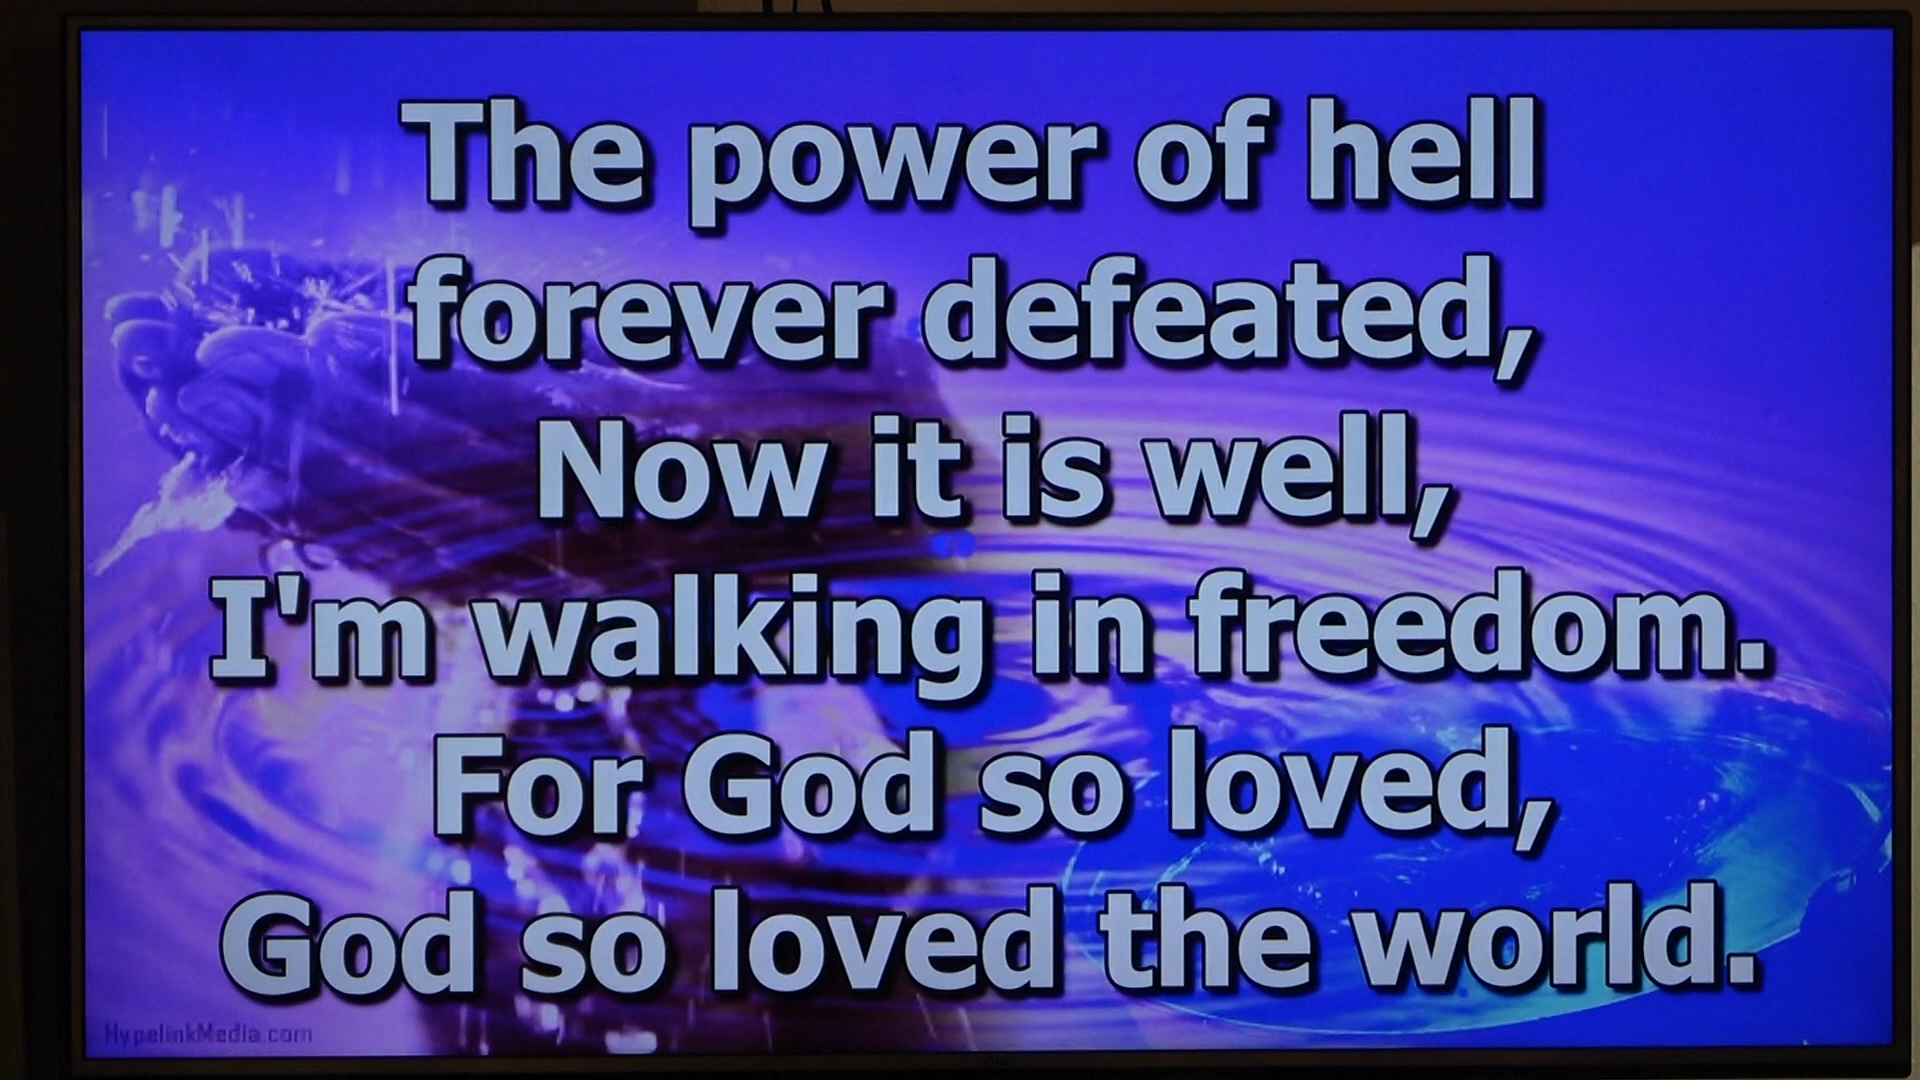 The power of hell
forever defeated,
Now it is well,
I'm walking in freedom.
For God so loved,
God so loved the world.
HypelinkMedia.com